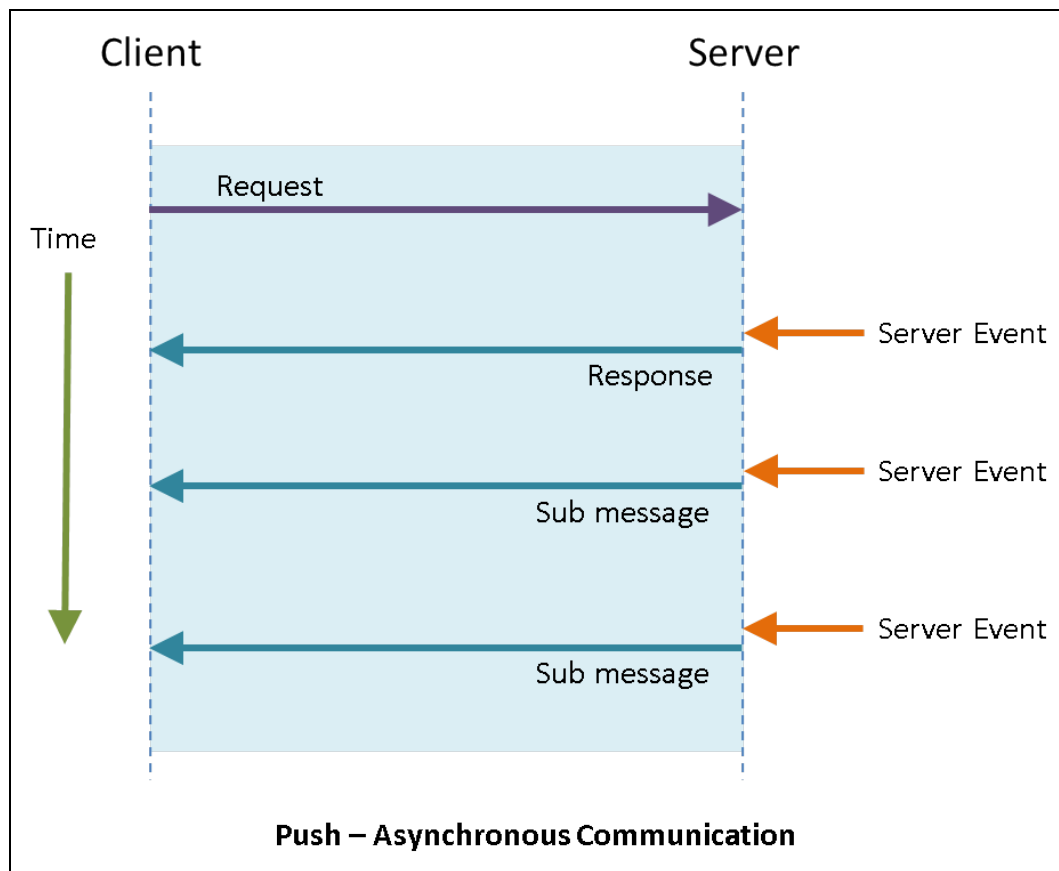 Client
Server
Request
Time
Server Event
Response
Server Event
Sub message
Server Event
Sub message
Push – Asynchronous Communication